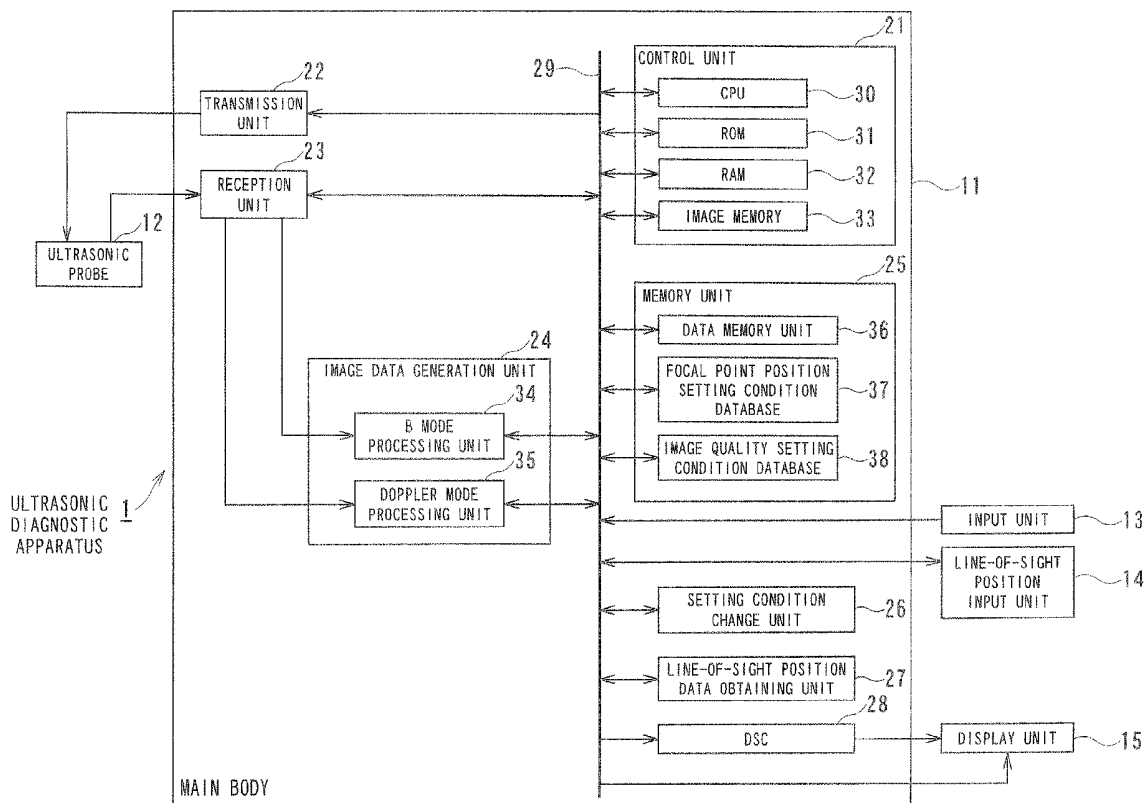 21
CONTROL UNIT
29
22
TRANSMISSION
UNIT
CPU
30
23
ROM
31
RECEPTION
UNIT
RAM
32
11
12
IMAGE MEMORY
33
ULTRASONIC
PROBE
25
MEMORY UNIT
DATA MEMORY UNIT
36
24
IMAGE DATA GENERATION UNIT
FOCAL POINT POSITION
SETTING CONDITION
DATABASE
37
34
B MODE
PROCESSING UNIT
IMAGE QUALITY SETTING
CONDITION DATABASE
38
35
DOPPLER MODE
PROCESSING UNIT
ULTRASONIC
DIAGNOSTIC
APPARATUS
1
INPUT UNIT
13
LINE-OF-SIGHT
POSITION
INPUT UNIT
14
SETTING CONDITION
CHANGE UNIT
26
LINE-OF-SIGHT POSITION
DATA OBTAINING UNIT
27
28
DSC
DISPLAY UNIT
15
MAIN BODY